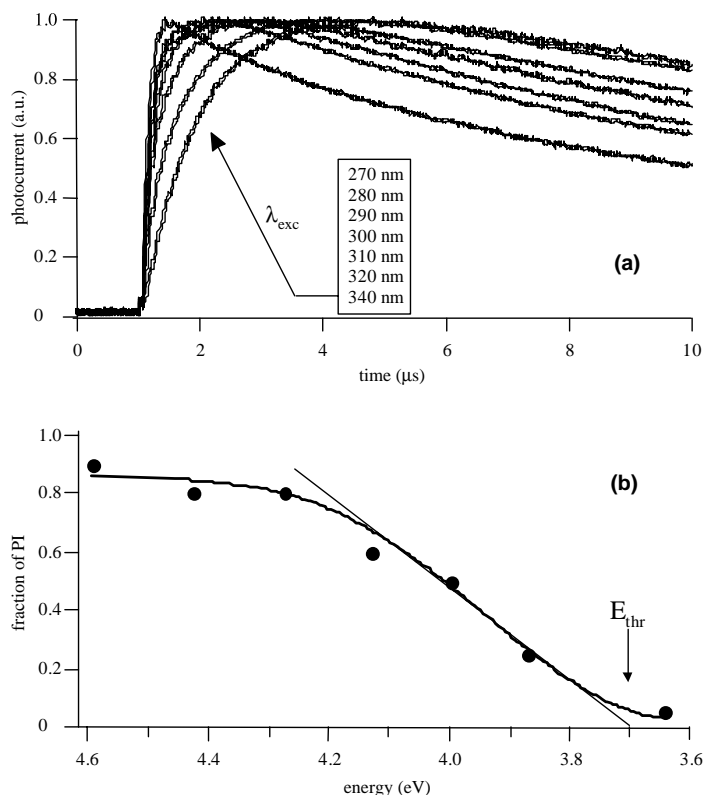 1.0
0.8
0.6
0.4
0.2
0
photocurrent (a.u.)
λexc
270 nm
280 nm
290 nm
300 nm
310 nm
320 nm
340 nm
(a)
0
2
4
6
8
10
time (μs)
1.0
0.8
0.6
0.4
0.2
0
fraction of PI
(b)
Ethr
4.6
4.4
4.2
4.0
3.8
3.6
energy (eV)